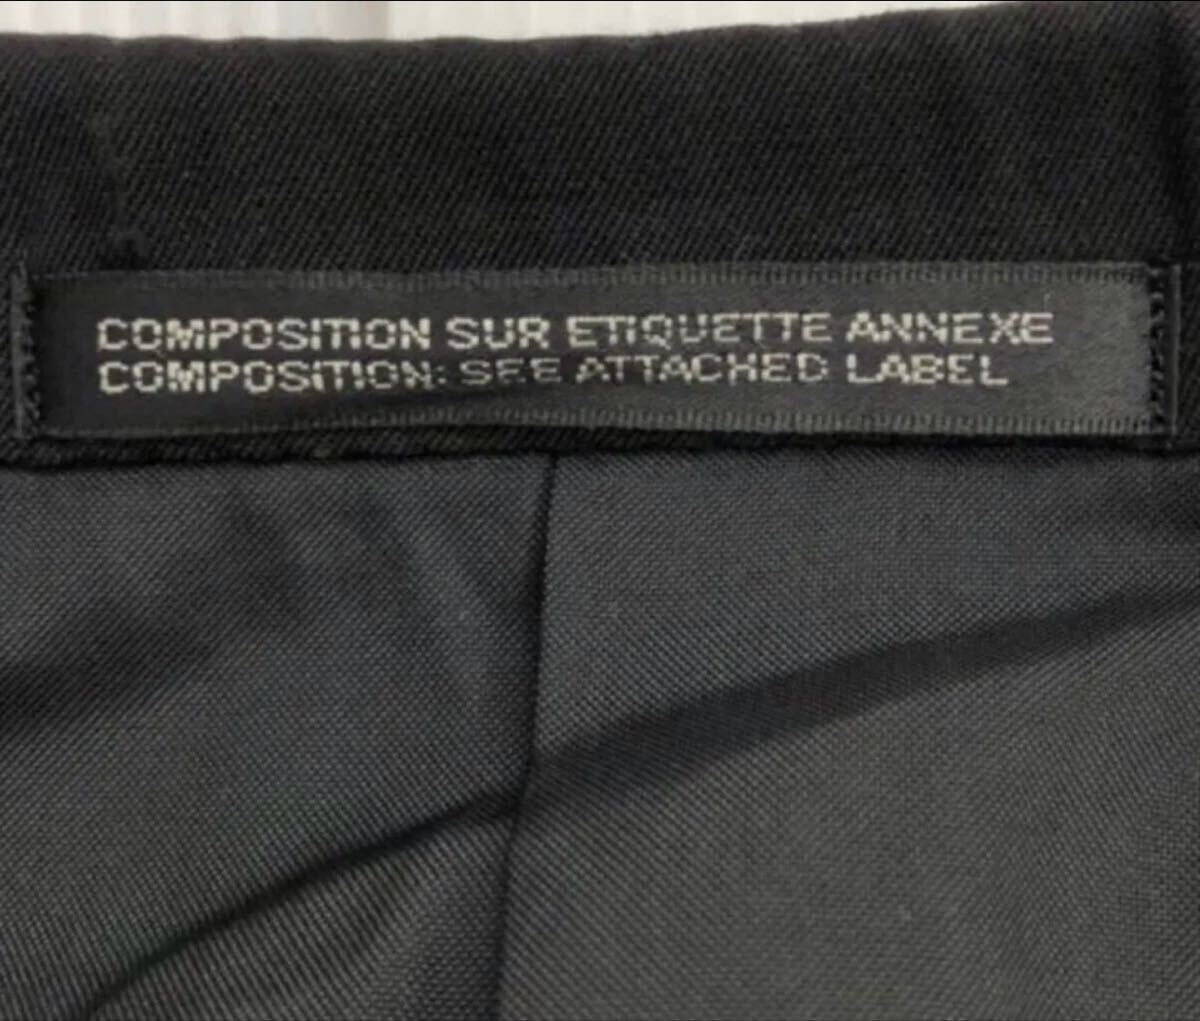 COMPOSITION SUR ETIQUETTE ANNEXE
COMPOSITION: SEE ATTACHED LABEL